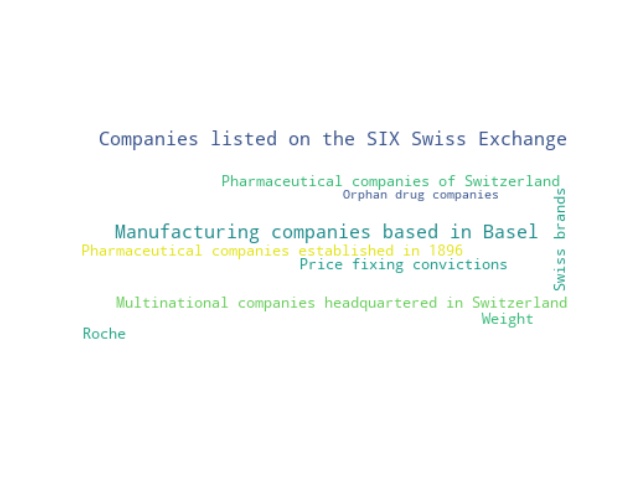 Companies listed on the SIX Swiss Exchange
Pharmaceutical companies of Switzerland
Orphan drug companies
Swiss brands
Manufacturing companies based in Basel
Pharmaceutical companies established in 1896
Price fixing convictions
Multinational companies headquartered in Switzerland
Weight
Roche